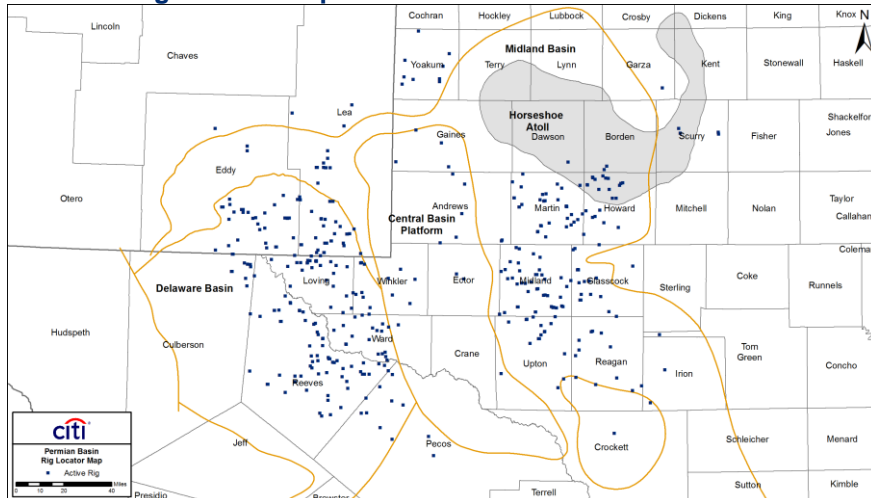 Cochran
Hockley
Lubbock
Crosby
Dickens
King
Knox
Lincoln
Chaves
Midland Basin
Yoakum
Terry
Lynn
Garza
Kent
Stonewall
Haskell
N
Lea
Horseshoe
Atoll
Gaines
Dawson
Borden
Scurry
Fisher
Shackelfor
Jones
Eddy
Otero
Andrews
Martin
Howard
Mitchell
Nolan
Taylor
Callahan
Central Basin
Platform
Colema
Delaware Basin
Loving
Winkler
Ector
Midland
Glasscock
Sterling
Coke
Runnels
Hudspeth
Culberson
Ward
Crane
Upton
Reagan
Irion
Tom
Green
Concho
Reeves
citi
Permian Basin
Rig Locator Map
Active Rig
0 10 20 40
Miles
Jeff
Pecos
Crockett
Schleicher
Menard
Presidio
Brewster
Terrell
Sutton
Kimble